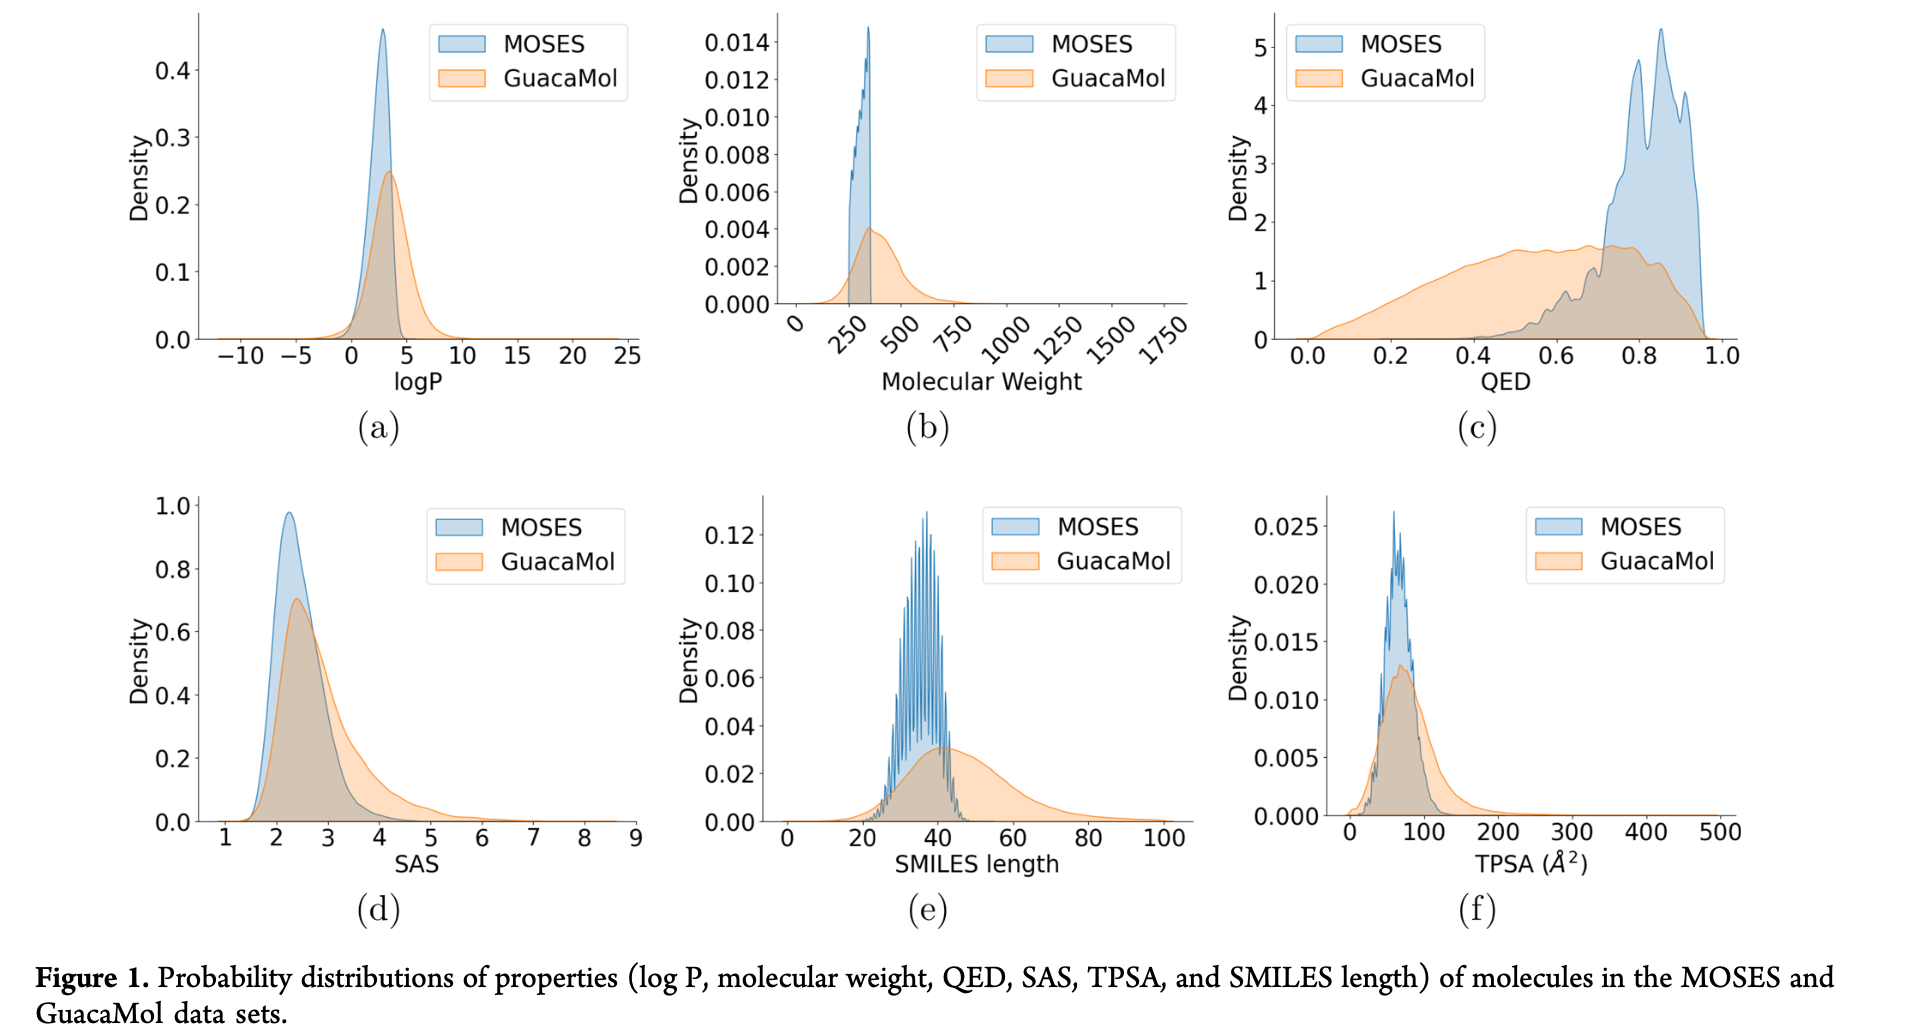 MOSES
GuacaMol
0.4
0.3
0.2
0.1
0.0
Density
−10 −5 0 5 10 15 20 25
logP
(a)
MOSES
GuacaMol
0.014
0.012
0.010
0.008
0.006
0.004
0.002
0.000
Density
0 250 500 750 1000 1250 1500 1750
Molecular Weight
(b)
MOSES
GuacaMol
5
4
3
2
1
0
Density
0.0 0.2 0.4 0.6 0.8 1.0
QED
(c)
MOSES
GuacaMol
1.0
0.8
0.6
0.4
0.2
0.0
Density
1 2 3 4 5 6 7 8 9
SAS
(d)
MOSES
GuacaMol
0.12
0.10
0.08
0.06
0.04
0.02
0.00
Density
0 20 40 60 80 100
SMILES length
(e)
MOSES
GuacaMol
0.025
0.020
0.015
0.010
0.005
0.000
Density
0 100 200 300 400 500
TPSA (Å²)
(f)
Figure 1. Probability distributions of properties (log P, molecular weight, QED, SAS, TPSA, and SMILES length) of molecules in the MOSES and
GuacaMol data sets.